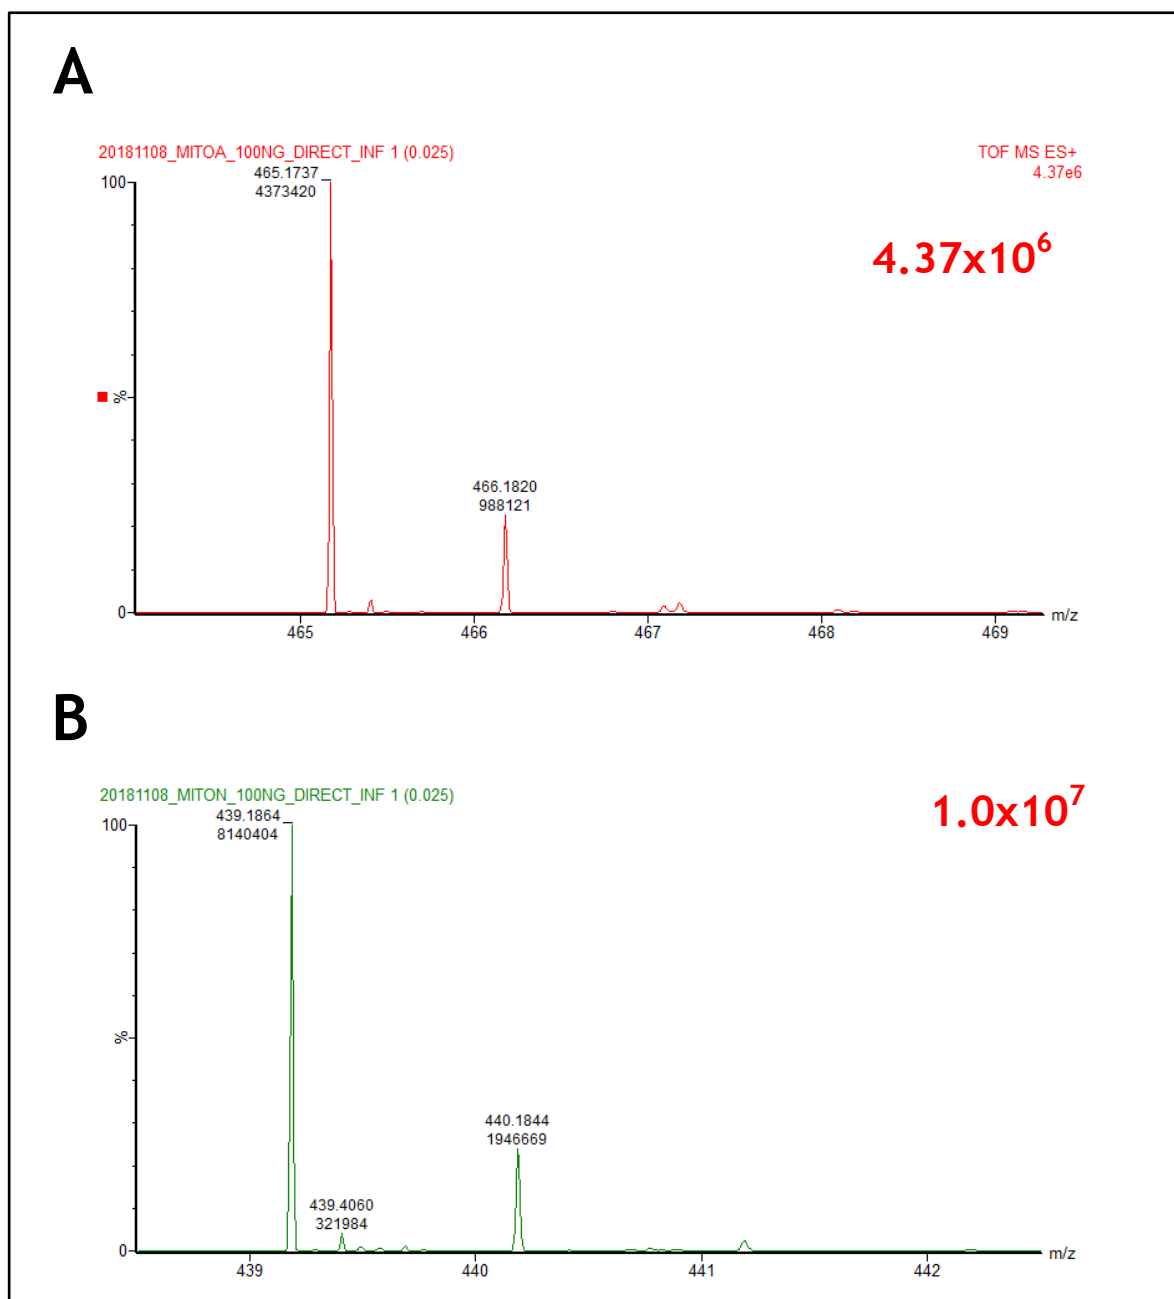 A
20181108_MITOA_100NG_DIRECT_INF 1 (0.025)
TOF MS ES+
4.37e6
465.1737
4373420
100
4.37x10⁶
%
466.1820
988121
0
465 466 467 468 469 m/z
B
20181108_MITON_100NG_DIRECT_INF 1 (0.025)
1.0x10⁷
439.1864
8140404
100
%
440.1844
1946669
439.4060
321984
0
439 440 441 442 m/z